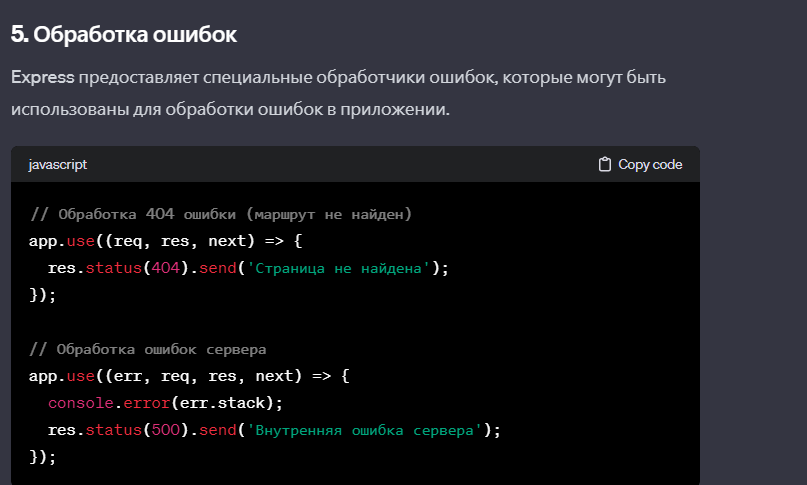 5. Обработка ошибок
Express предоставляет специальные обработчики ошибок, которые могут быть
использованы для обработки ошибок в приложении.
javascript
Copy code
// Обработка 404 ошибки (маршрут не найден)
app.use((req, res, next) => {
  res.status(404).send('Страница не найдена');
});
// Обработка ошибок сервера
app.use((err, req, res, next) => {
  console.error(err.stack);
  res.status(500).send('Внутренняя ошибка сервера');
});